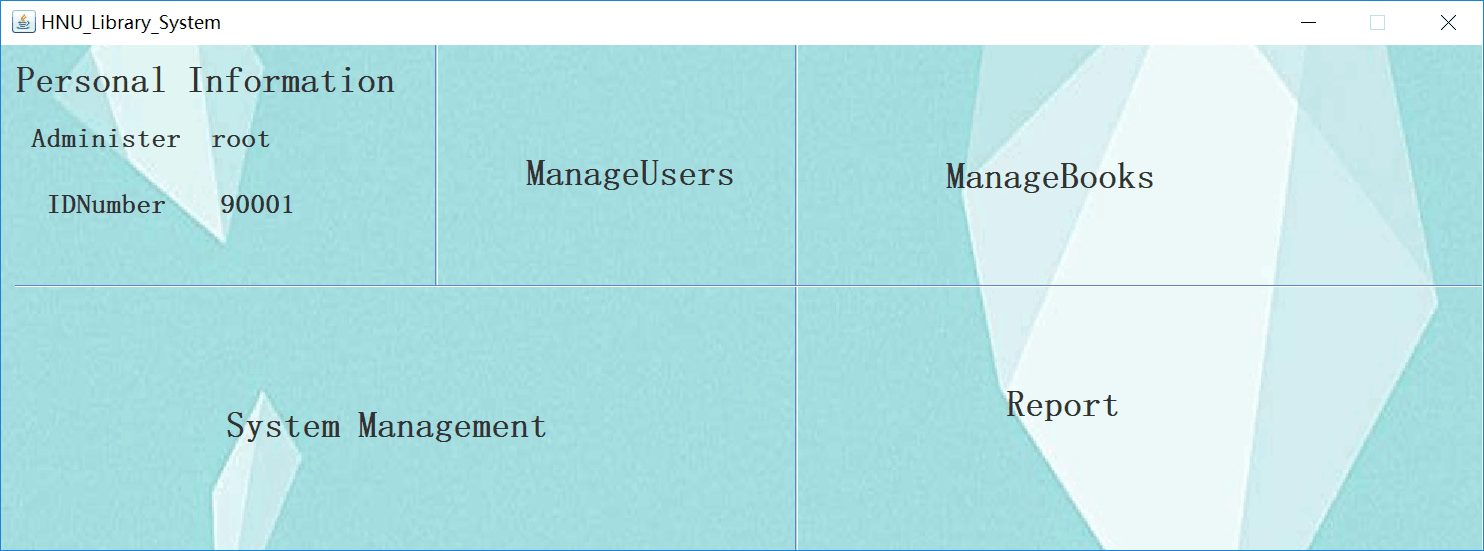 HNU_Library_System
Personal Information
Administer root
IDNumber 90001
ManageUsers
ManageBooks
System Management
Report